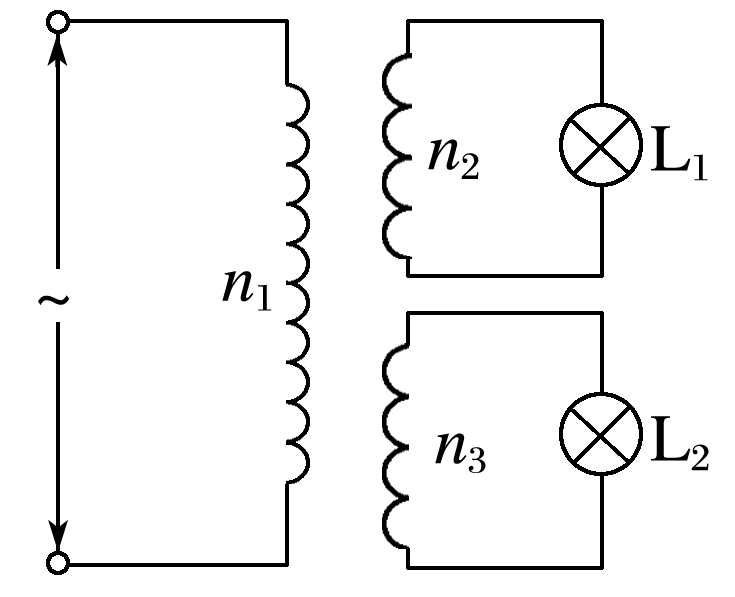 n₂
L₁
~
n₁
n₃
L₂